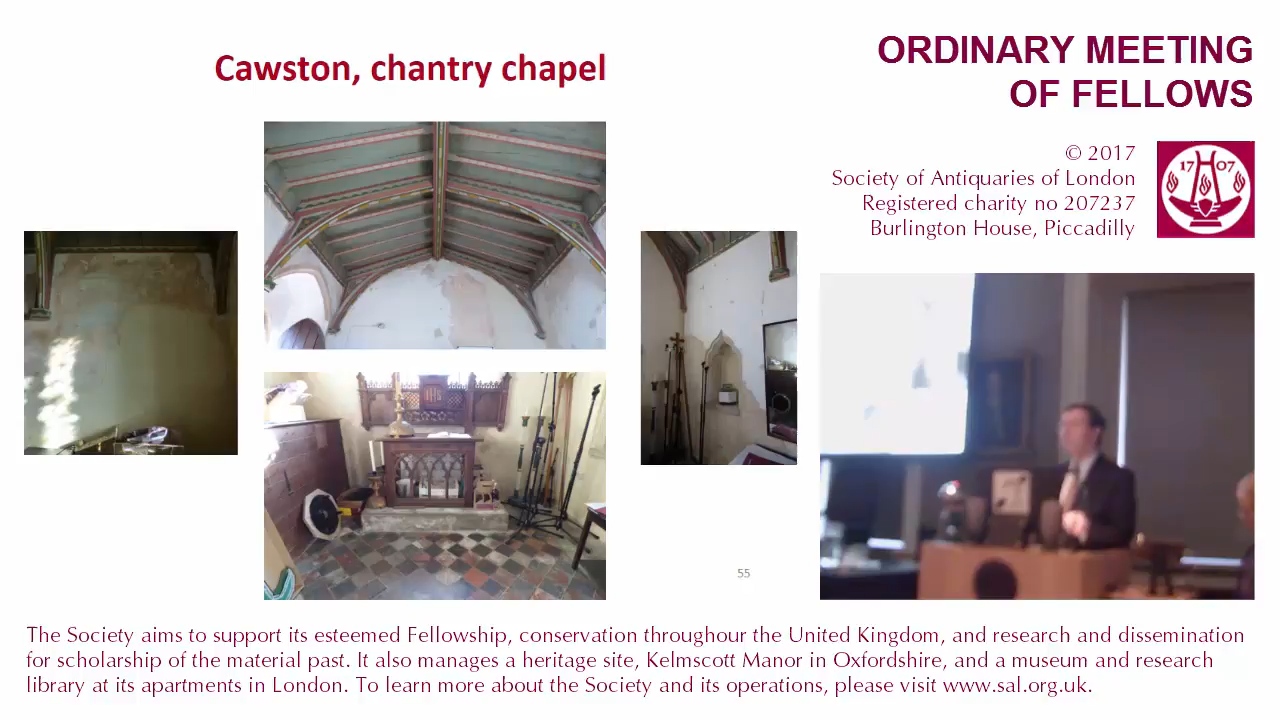 Cawston, chantry chapel
ORDINARY MEETING
OF FELLOWS
© 2017
Society of Antiquaries of London
Registered charity no 207237
Burlington House, Piccadilly
17 07
55
The Society aims to support its esteemed Fellowship, conservation throughour the United Kingdom, and research and dissemination
for scholarship of the material past. It also manages a heritage site, Kelmscott Manor in Oxfordshire, and a museum and research
library at its apartments in London. To learn more about the Society and its operations, please visit www.sal.org.uk.